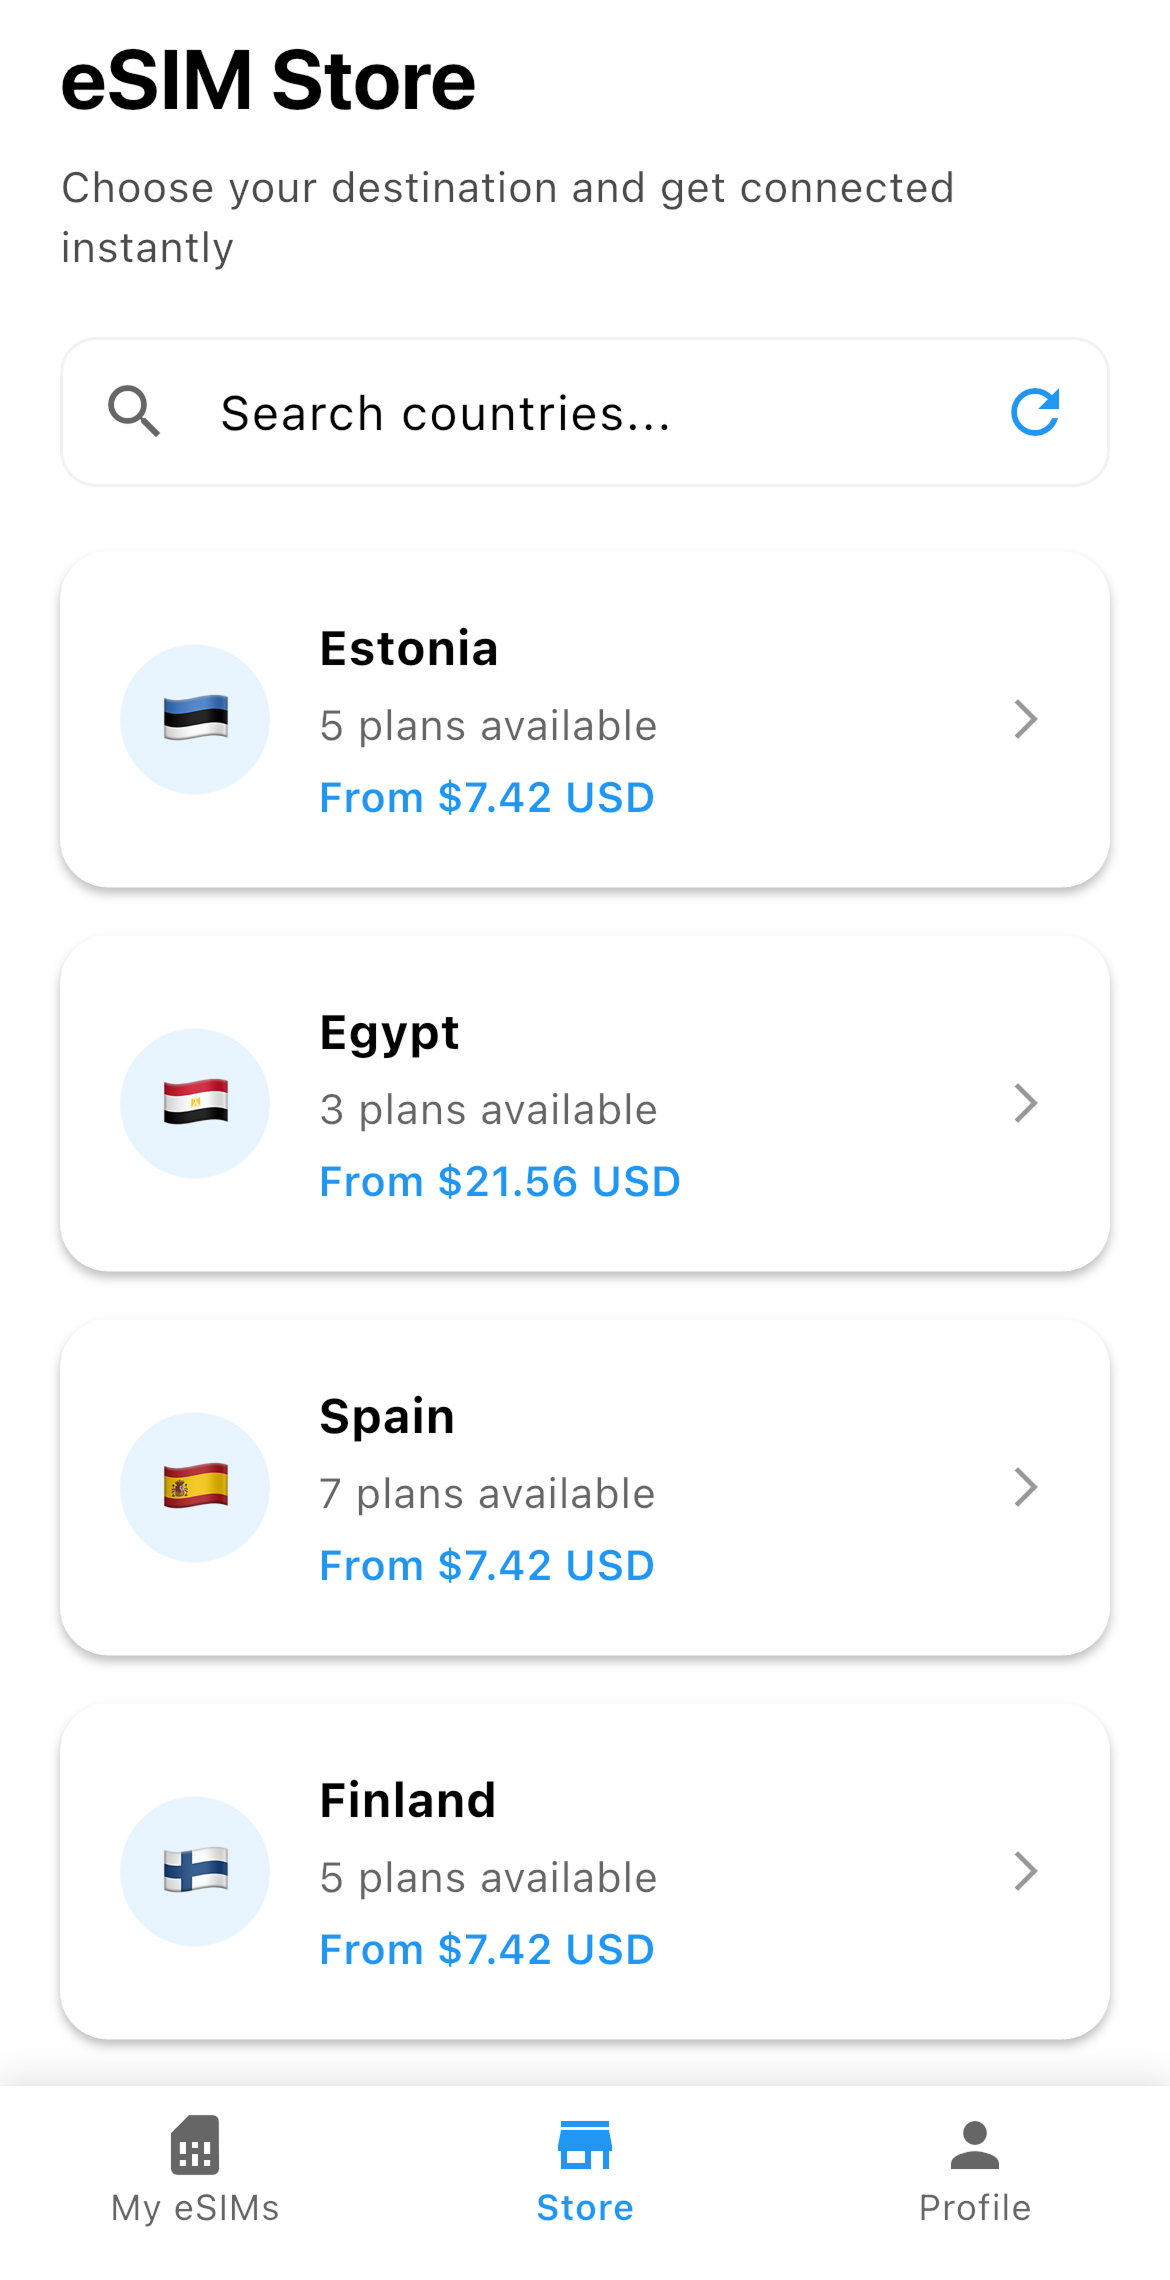 eSIM Store
Choose your destination and get connected
instantly
Search countries...
Estonia
5 plans available
From $7.42 USD
Egypt
3 plans available
From $21.56 USD
Spain
7 plans available
From $7.42 USD
Finland
5 plans available
From $7.42 USD
My eSIMs
Store
Profile